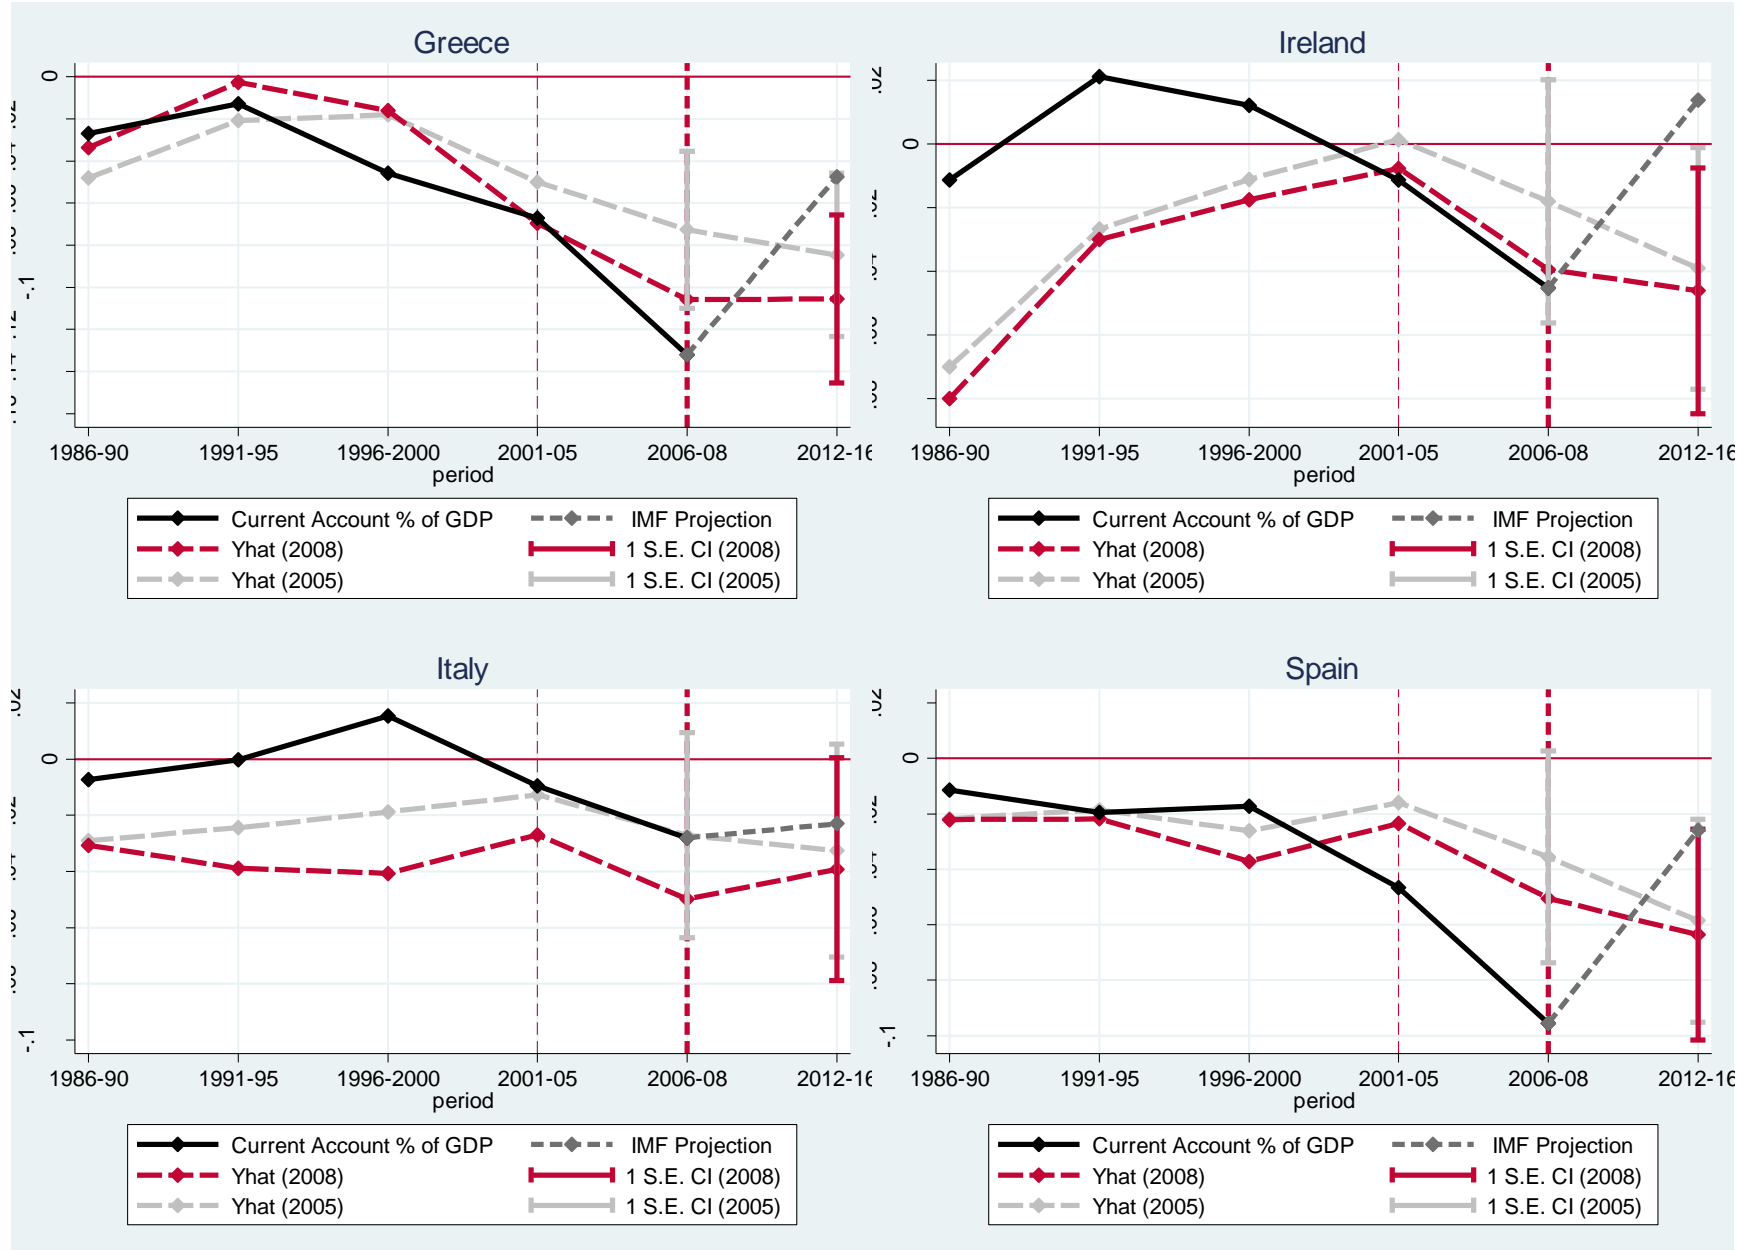 Greece
0
-.1
1986-90 1991-95 1996-2000 2001-05 2006-08 2012-16
period
Current Account % of GDP IMF Projection
Yhat (2008) 1 S.E. CI (2008)
Yhat (2005) 1 S.E. CI (2005)
Ireland
0
1986-90 1991-95 1996-2000 2001-05 2006-08 2012-16
period
Current Account % of GDP IMF Projection
Yhat (2008) 1 S.E. CI (2008)
Yhat (2005) 1 S.E. CI (2005)
Italy
0
-.1
1986-90 1991-95 1996-2000 2001-05 2006-08 2012-16
period
Current Account % of GDP IMF Projection
Yhat (2008) 1 S.E. CI (2008)
Yhat (2005) 1 S.E. CI (2005)
Spain
0
-.1
1986-90 1991-95 1996-2000 2001-05 2006-08 2012-16
period
Current Account % of GDP IMF Projection
Yhat (2008) 1 S.E. CI (2008)
Yhat (2005) 1 S.E. CI (2005)